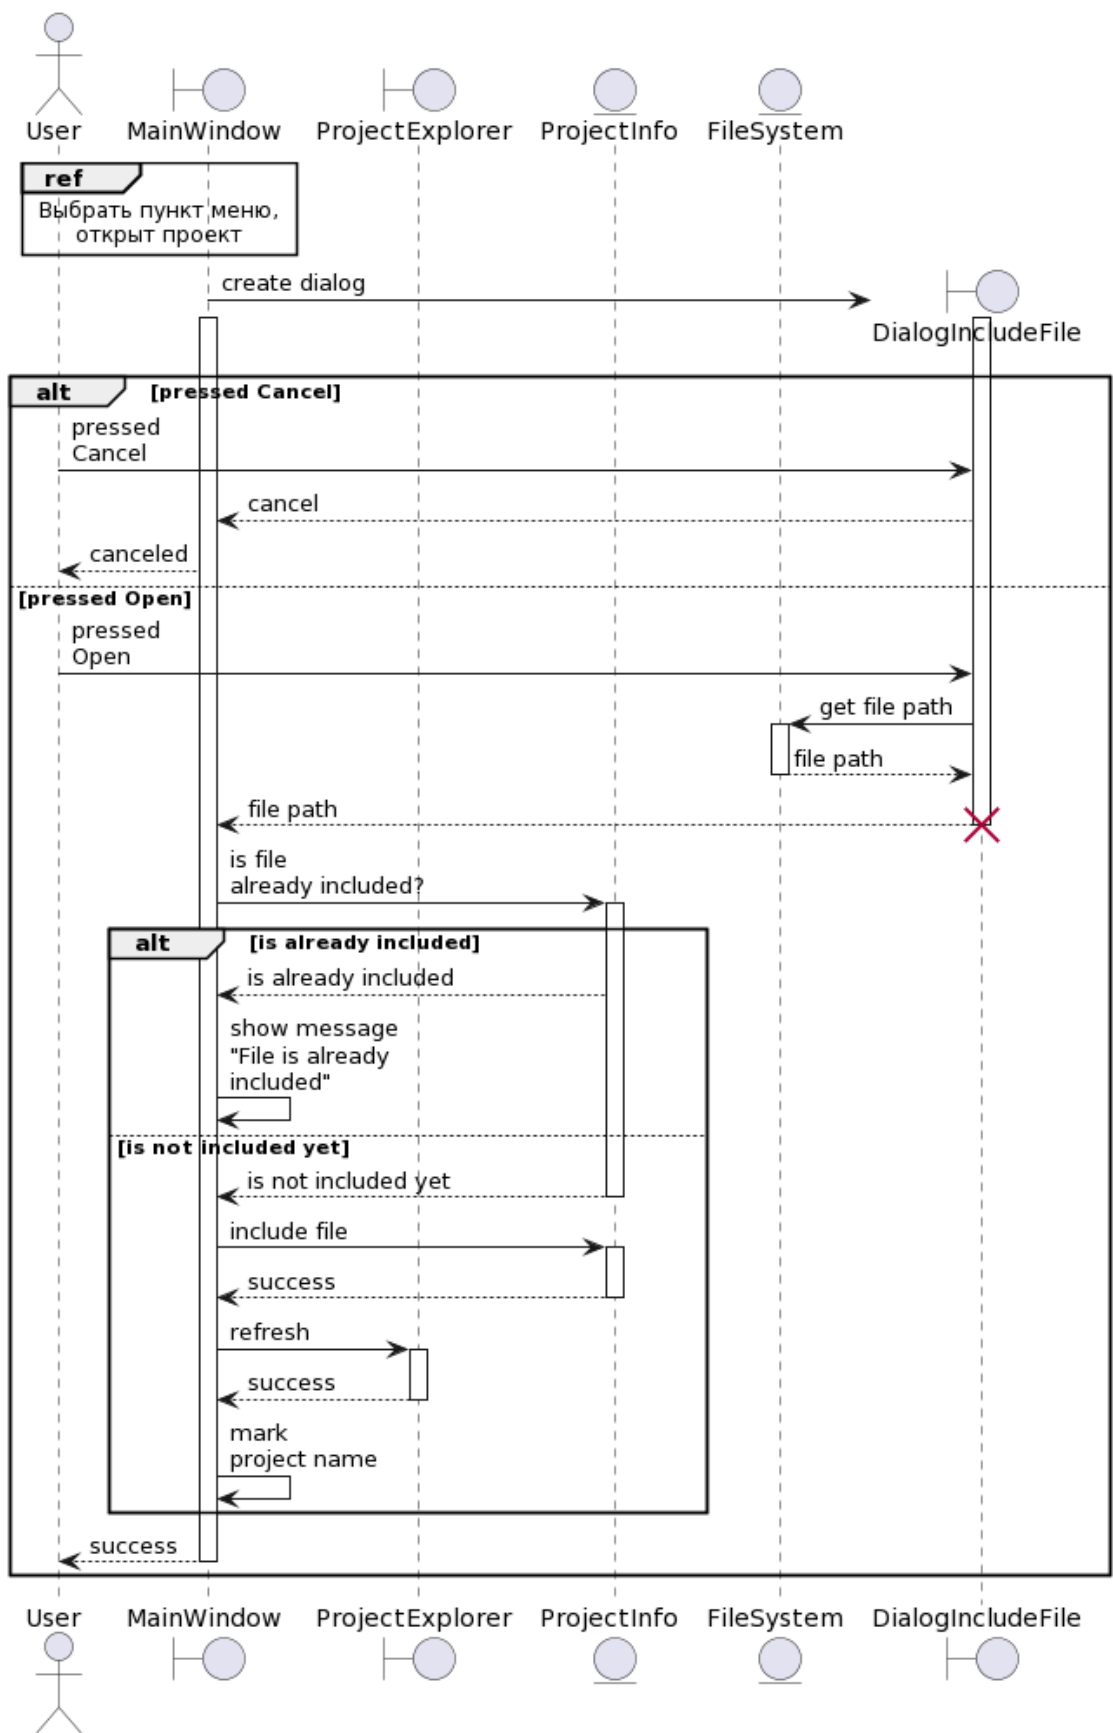 User
MainWindow
ProjectExplorer
ProjectInfo
FileSystem
ref
Выбрать пункт меню,
открыт проект
create dialog
DialogIncludeFile
alt
[pressed Cancel]
pressed
Cancel
cancel
canceled
[pressed Open]
pressed
Open
get file path
file path
file path
is file
already included?
alt
[is already included]
is already included
show message
"File is already
included"
[is not included yet]
is not included yet
include file
success
refresh
success
mark
project name
success
User
MainWindow
ProjectExplorer
ProjectInfo
FileSystem
DialogIncludeFile